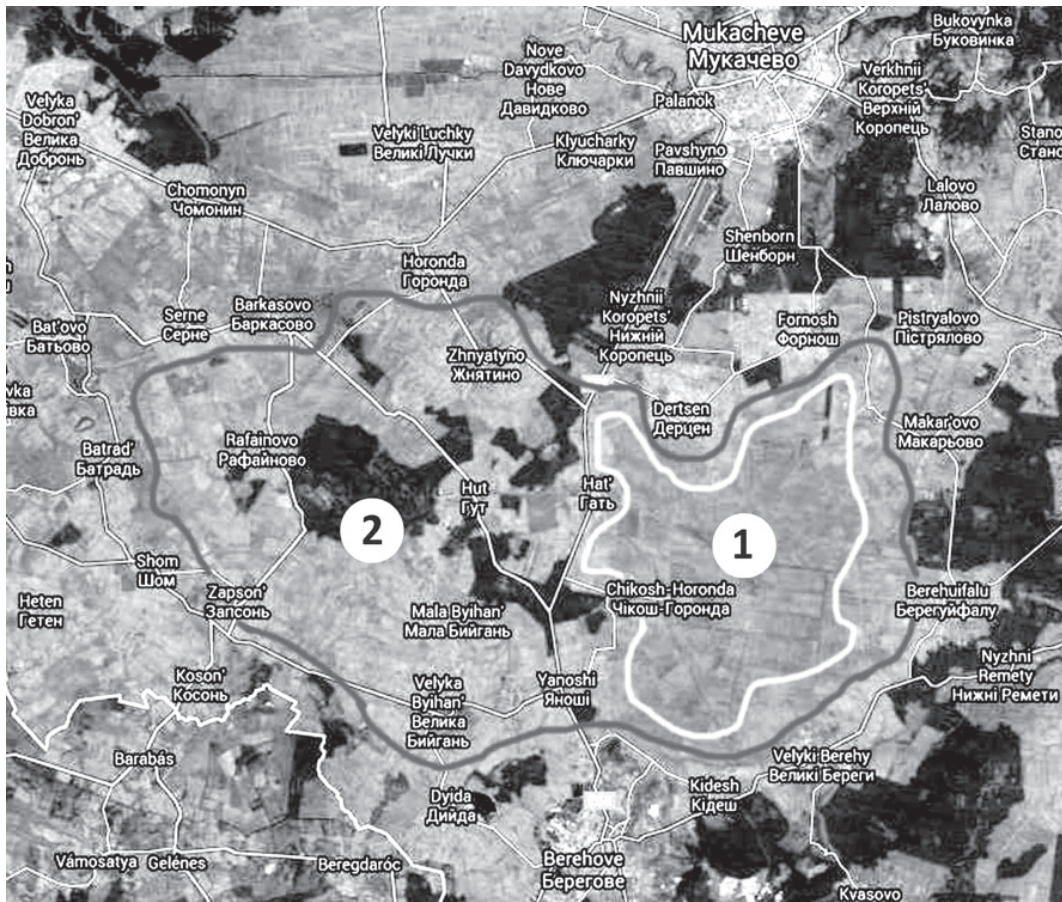 Mukacheve
Мукачево
Bukovynka
Буковинка
Nove
Davydkovo
Нове
Давидково
Verkhnii
Koropets'
Верхній
Коропець
Palanok
Velyka
Dobron'
Велика
Добронь
Velyki Luchky
Великі Лучки
Klyucharky
Ключарки
Pavshyno
Павшино
Stano
Стано
Chomonyn
Чомонин
Lalovo
Лалово
Shenborn
Шенборн
Horonda
Горонда
Serne
Серне
Barkasovo
Баркасово
Nyzhnii
Koropets'
Нижній
Коропець
Fornosh
Форнош
Pistryalovo
Пістрялово
Bat'ovo
Батьово
Zhnyatyno
Жнятино
vka
івка
Dertsen
Дерцен
Makar'ovo
Макарьово
Batrad'
Батрадь
Rafainovo
Рафайново
Hut
Гут
Hat'
Гать
2
1
Shom
Шом
Zapson'
Запсонь
Heten
Гетен
Mala Byihan'
Мала Бийгань
Chikosh-Horonda
Чікош-Горонда
Berehuifalu
Берегуйфалу
Koson'
Косонь
Velyka
Byihan'
Велика
Бийгань
Yanoshi
Яноші
Nyzhni
Remety
Нижні Ремети
Barabás
Velyki Berehy
Великі Береги
Dyida
Дийда
Kidesh
Кідеш
Vámosatya
Gelénes
Beregdaróc
Berehove
Берегове
Kvasovo